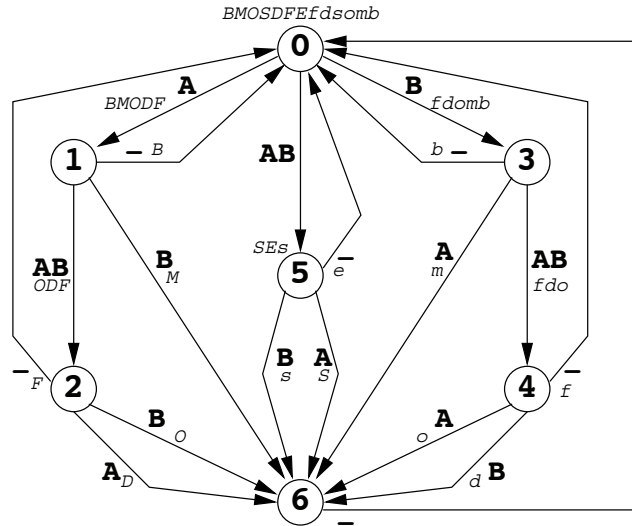 BMOSDFEfdsomb
0
A
B
BMODF
fdomb
1
– B
AB
b –
3
SEs
5
–
e
AB
ODF
B
M
A
m
AB
fdo
B
s
A
S
–
F
2
4
–
f
B
O
A
o
A
D
B
d
6
–